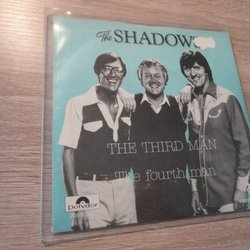 The SHADOWS
THE THIRD MAN
The fourth man
Polydor